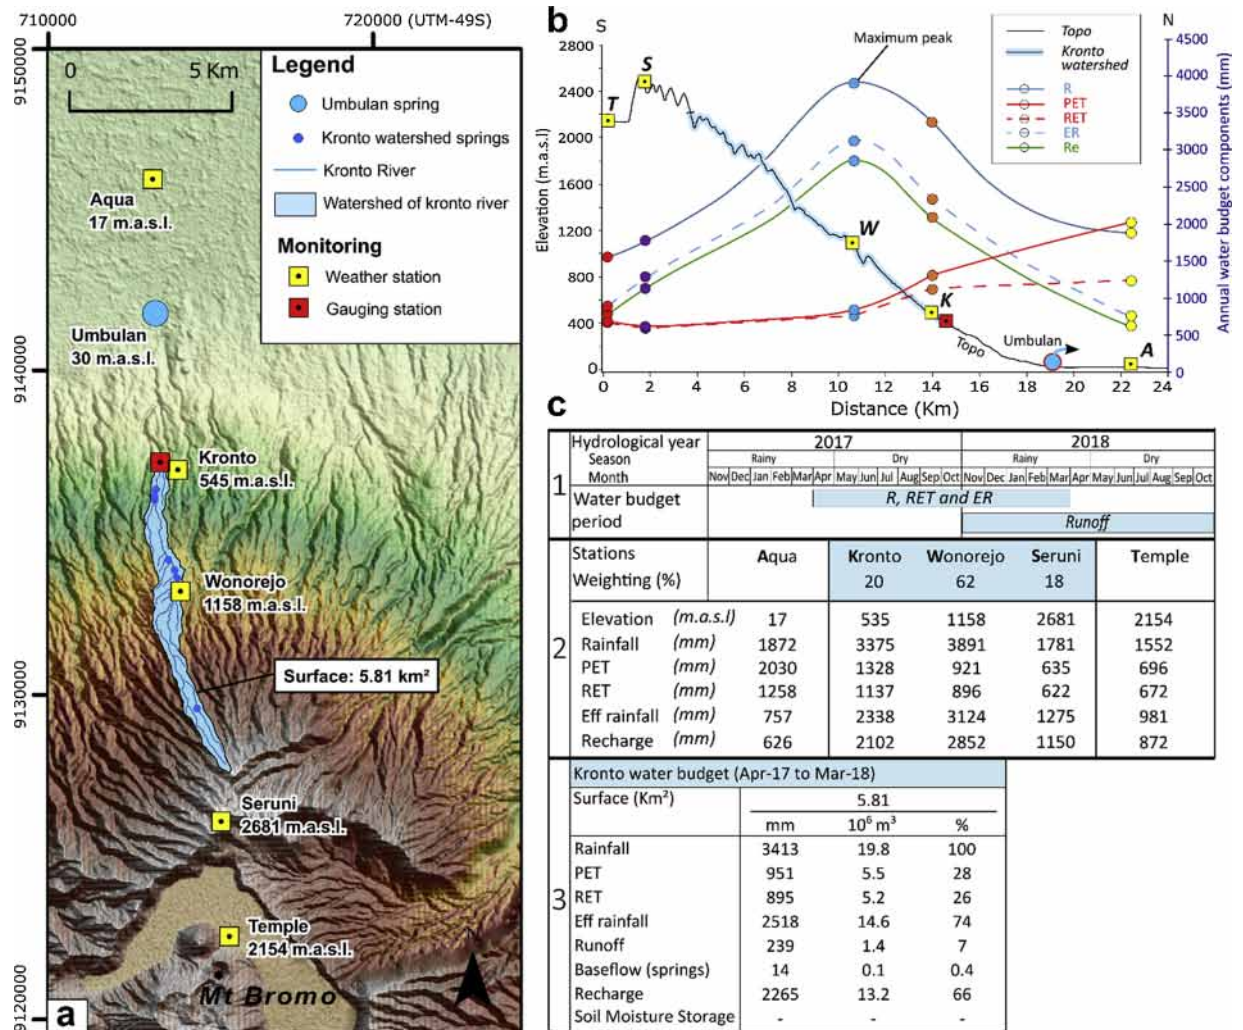 710000
720000 (UTM-49S)
9150000
9140000
9130000
9120000
0 5 Km
Legend
Umbulan spring
Kronto watershed springs
Kronto River
Watershed of kronto river
Monitoring
Weather station
Gauging station
Aqua
17 m.a.s.l.
Umbulan
30 m.a.s.l.
Kronto
545 m.a.s.l.
Wonorejo
1158 m.a.s.l.
Surface: 5.81 km²
Seruni
2681 m.a.s.l.
Temple
2154 m.a.s.l.
Mt Bromo
a
b
S
N
Maximum peak
Topo
Kronto
watershed
R
PET
RET
ER
Re
Elevation (m.a.s.l)
2800
2400
2000
1600
1200
800
400
0
Annual water budget components (mm)
4500
4000
3500
3000
2500
2000
1500
1000
500
0
T
S
W
K
A
Topo
Umbulan
0 2 4 6 8 10 12 14 16 18 20 22 24
Distance (Km)
c
1
Hydrological year 2017 2018
Season Rainy Dry Rainy Dry
Month Nov Dec Jan Feb Mar Apr May Jun Jul Aug Sep Oct Nov Dec Jan Feb Mar Apr May Jun Jul Aug Sep Oct
Water budget R, RET and ER
period Runoff
2
Stations Aqua Kronto Wonorejo Seruni Temple
Weighting (%) 20 62 18
Elevation (m.a.s.l) 17 535 1158 2681 2154
Rainfall (mm) 1872 3375 3891 1781 1552
PET (mm) 2030 1328 921 635 696
RET (mm) 1258 1137 896 622 672
Eff rainfall (mm) 757 2338 3124 1275 981
Recharge (mm) 626 2102 2852 1150 872
3
Kronto water budget (Apr-17 to Mar-18)
Surface (Km²) 5.81
mm 10⁶ m³ %
Rainfall 3413 19.8 100
PET 951 5.5 28
RET 895 5.2 26
Eff rainfall 2518 14.6 74
Runoff 239 1.4 7
Baseflow (springs) 14 0.1 0.4
Recharge 2265 13.2 66
Soil Moisture Storage - - -